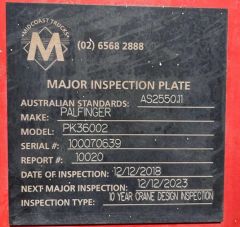 MIDCOAST TRUCKS
M
(02) 6568 2888
MAJOR INSPECTION PLATE
AUSTRALIAN STANDARDS: AS2550.11
MAKE: PALFINGER
MODEL: PK36002
SERIAL #: 100070639
REPORT #: 10020
DATE OF INSPECTION: 12/12/2018
NEXT MAJOR INSPECTION: 12/12/2023
INSPECTION TYPE: 10 YEAR CRANE DESIGN INSPECTION